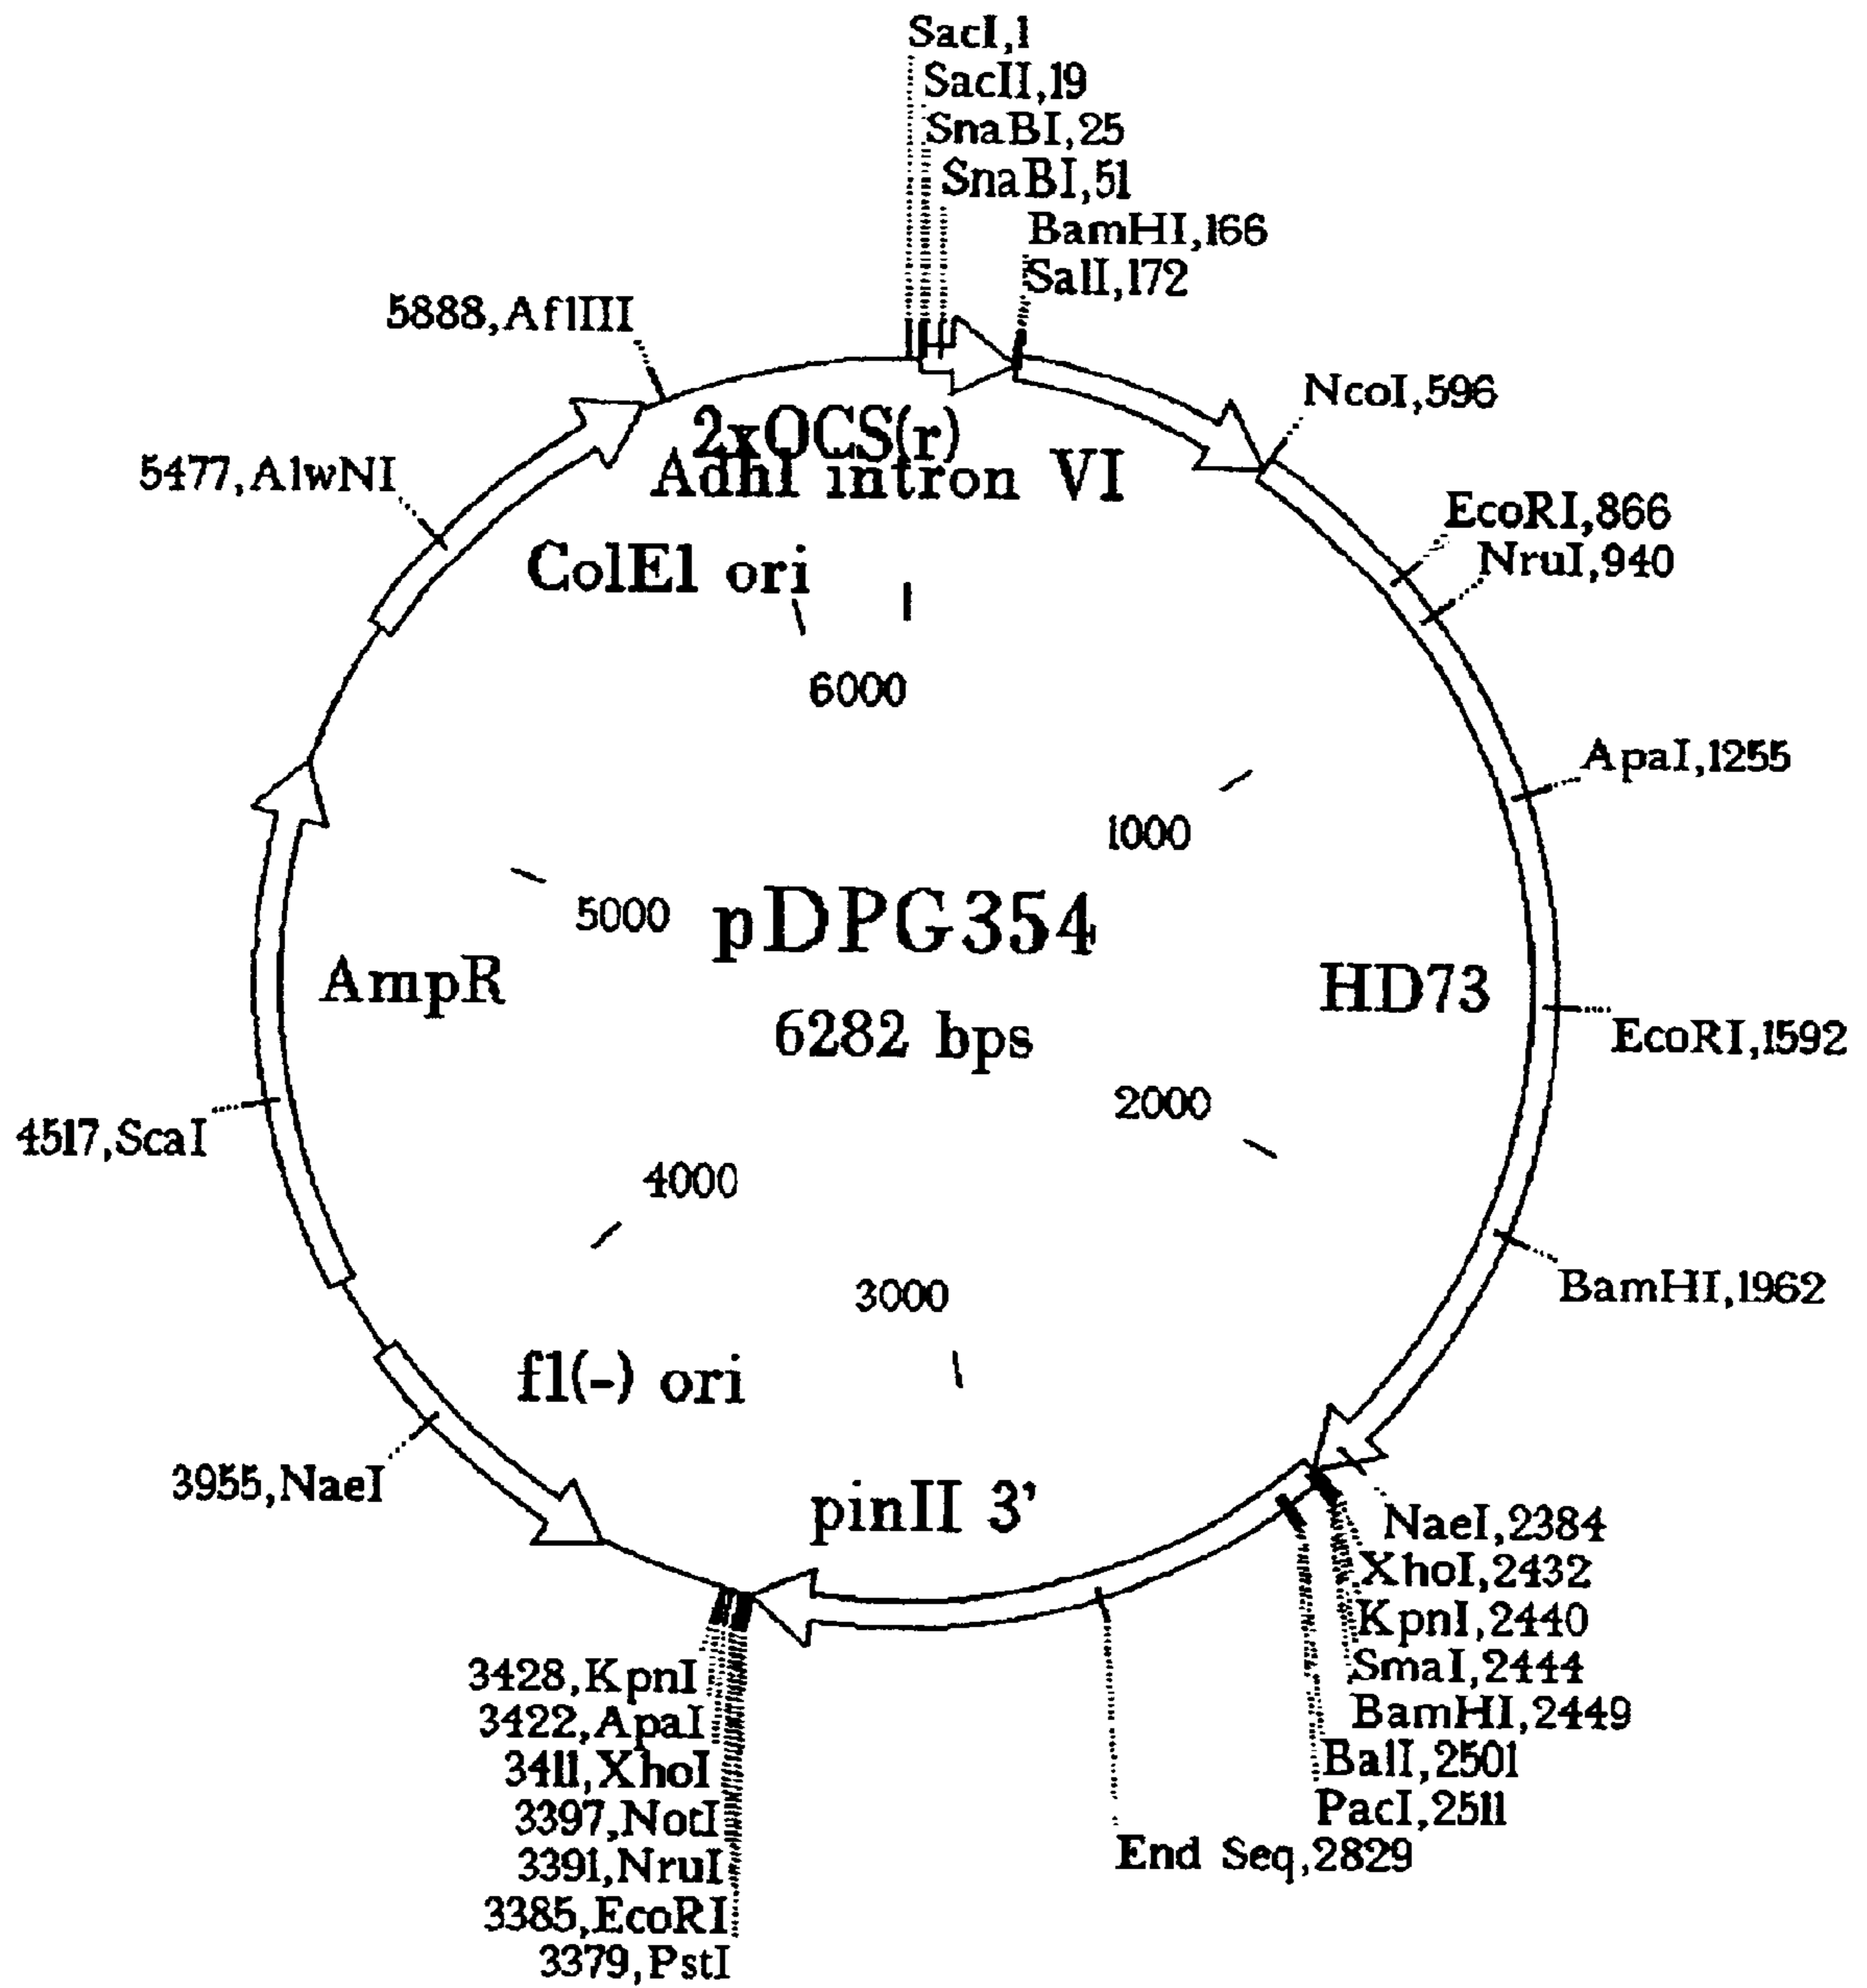 SacI,1
SacII,19
SnaBI,25
SnaBI,51
BamHI,166
SalI,172
5888,AflIII
NcoI,596
2xOCS(r)
AdhI intron VI
5477,AlwNI
EcoRI,866
NruI,940
ColE1 ori
6000
ApaI,1255
1000
5000
pDPG354
AmpR
HD73
6282 bps
EcoRI,1592
2000
4517,ScaI
4000
BamHI,1962
3000
f1(-) ori
3955,NaeI
pinII 3'
NaeI,2384
XhoI,2432
KpnI,2440
SmaI,2444
BamHI,2449
BalI,2501
PacI,2511
End Seq,2829
3428,KpnI
3422,ApaI
3411,XhoI
3397,NotI
3391,NruI
3385,EcoRI
3379,PstI